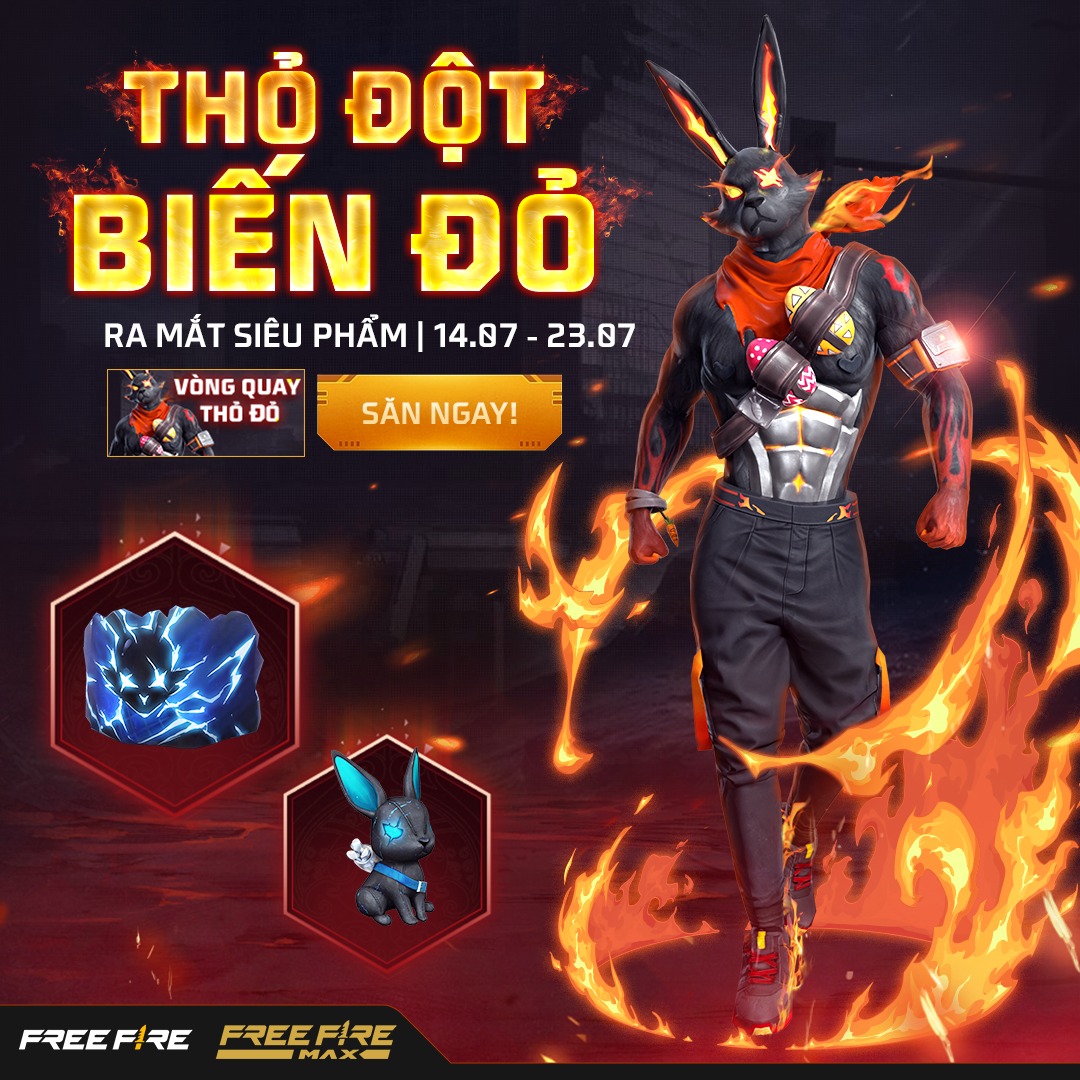 THỎ ĐỘT
BIẾN ĐỎ
RA MẮT SIÊU PHẨM | 14.07 - 23.07
VÒNG QUAY
THỎ ĐỎ
SĂN NGAY!
FREE FIRE
FREE FIRE
MAX